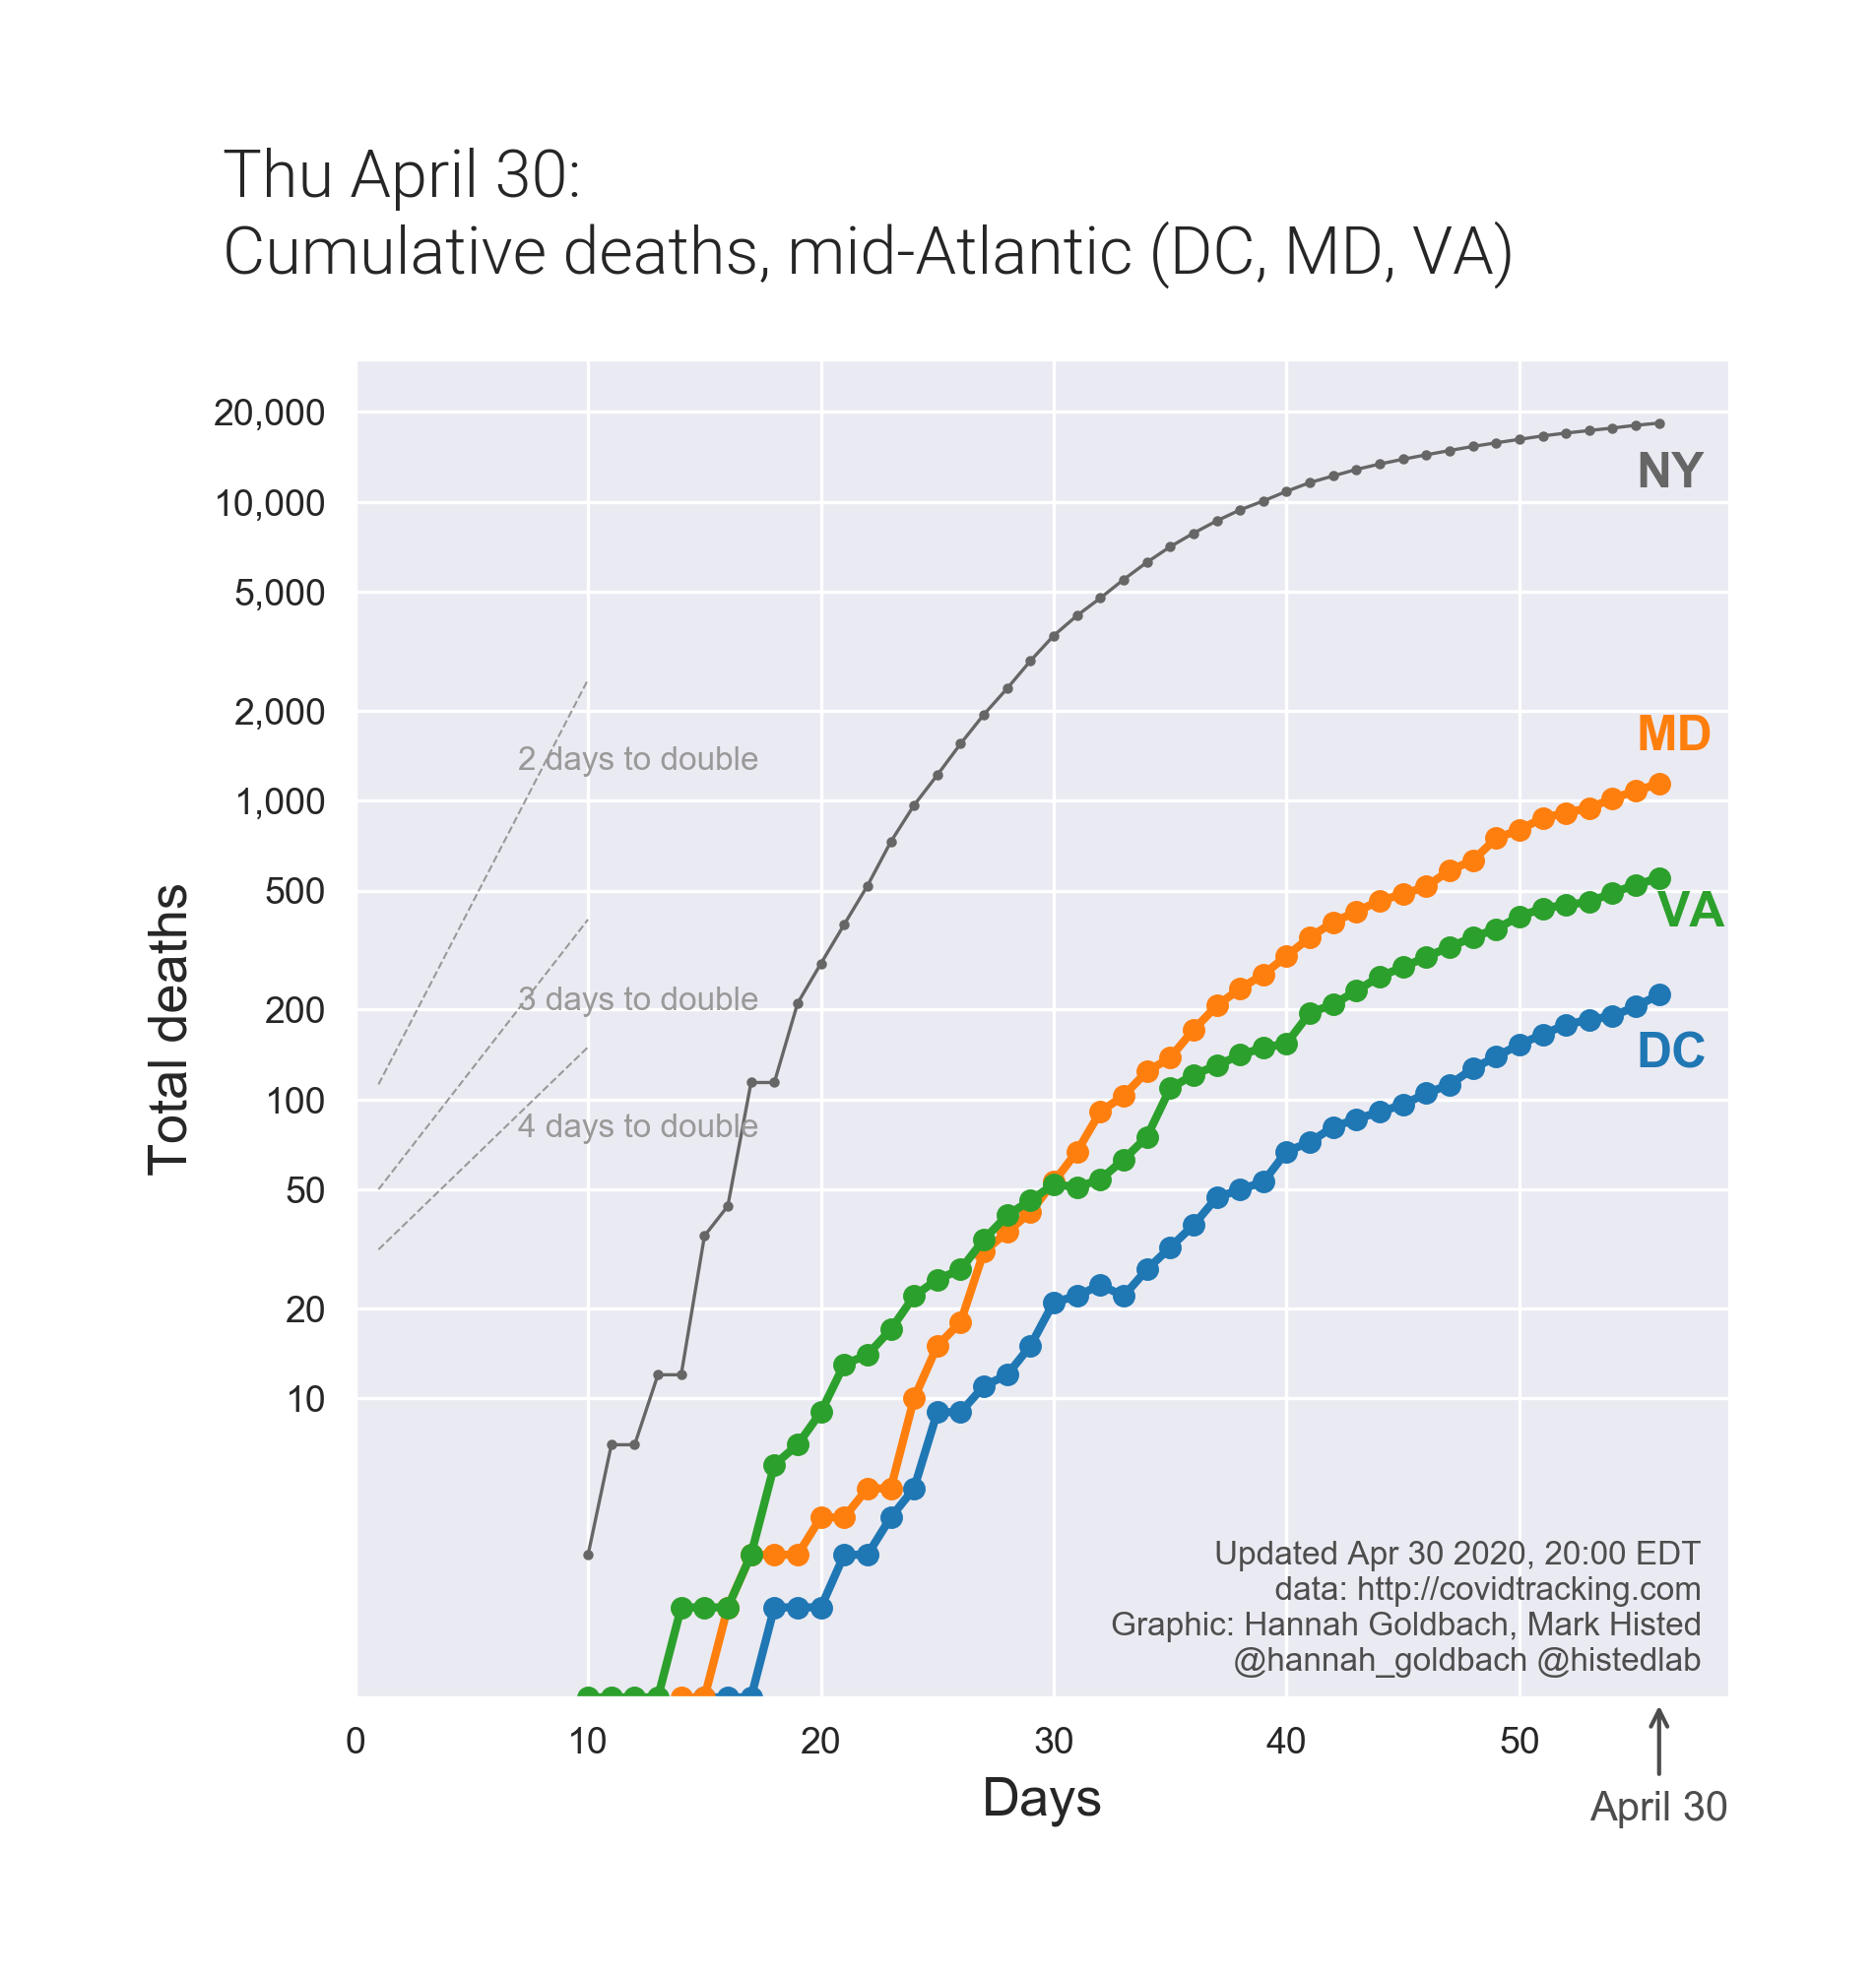 Thu April 30:
Cumulative deaths, mid-Atlantic (DC, MD, VA)
20,000
10,000
5,000
2,000
1,000
500
200
100
50
20
10
Total deaths
NY
MD
VA
DC
2 days to double
3 days to double
4 days to double
Updated Apr 30 2020, 20:00 EDT
data: http://covidtracking.com
Graphic: Hannah Goldbach, Mark Histed
@hannah_goldbach @histedlab
0 10 20 30 40 50
Days
April 30